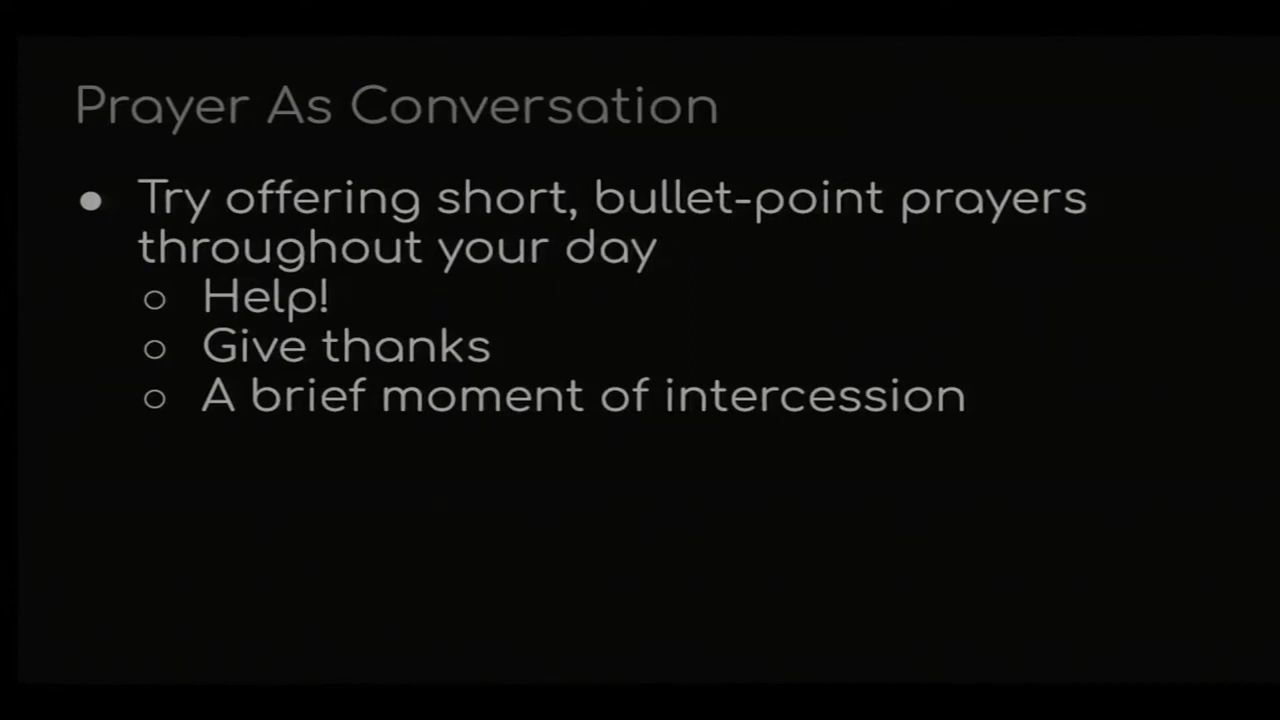 Prayer As Conversation
● Try offering short, bullet-point prayers
throughout your day
○ Help!
○ Give thanks
○ A brief moment of intercession